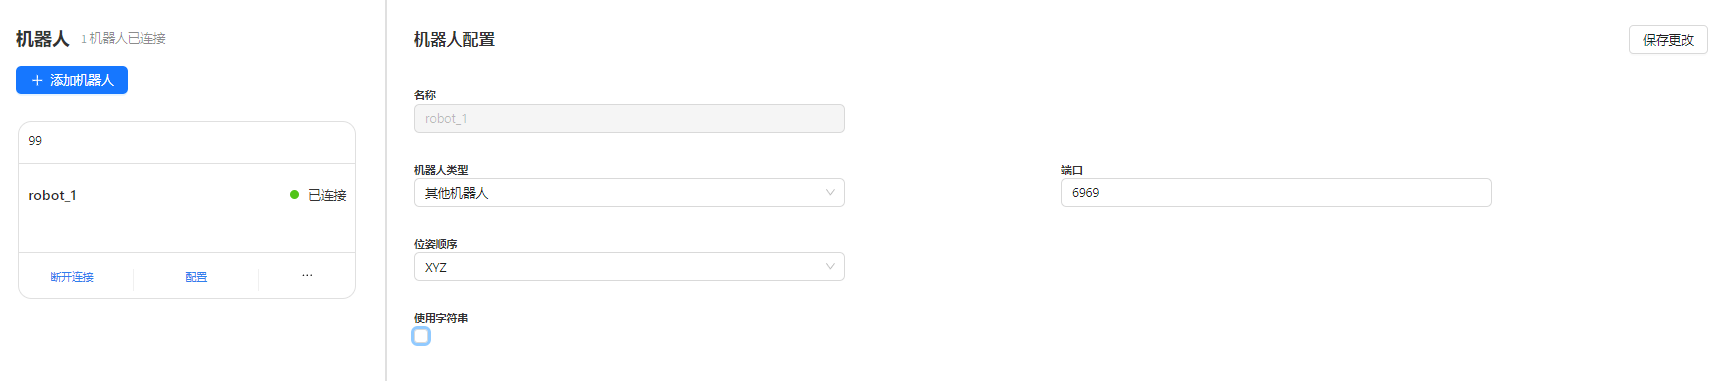 机器人 1 机器人已连接
添加机器人
99
robot_1 已连接
断开连接 配置 ...
机器人配置 保存更改
名称
robot_1
机器人类型 端口
其他机器人 6969
位姿顺序
XYZ
使用字符串